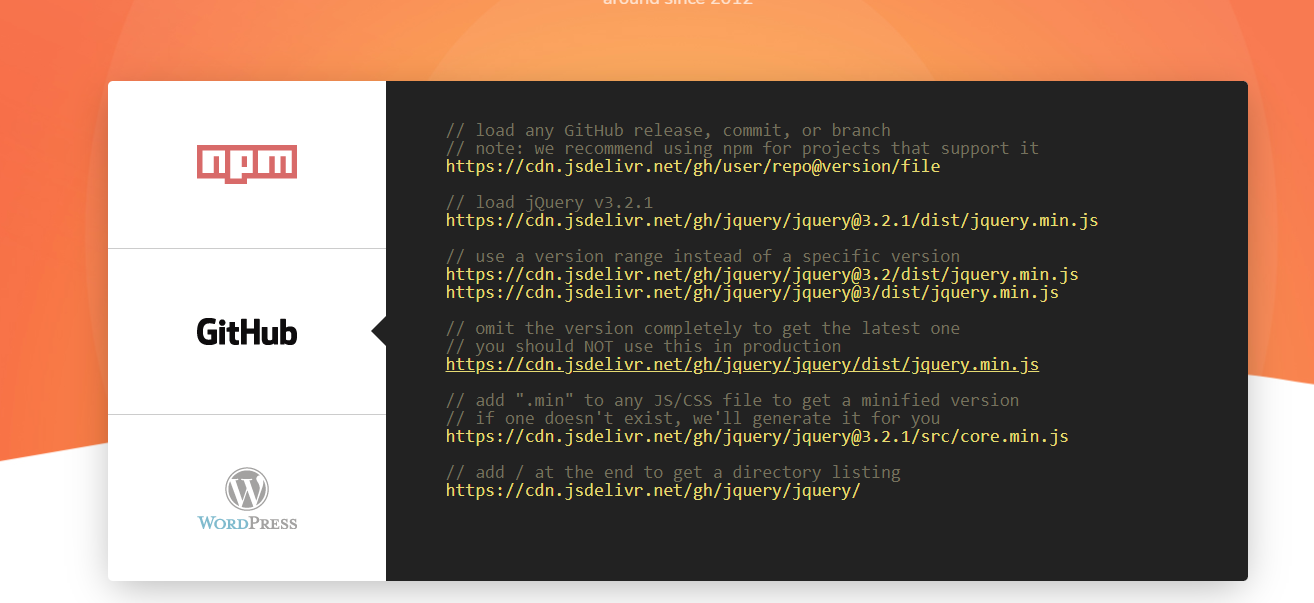 around since 2012
npm
GitHub
WORDPRESS
// load any GitHub release, commit, or branch
// note: we recommend using npm for projects that support it
https://cdn.jsdelivr.net/gh/user/repo@version/file
// load jQuery v3.2.1
https://cdn.jsdelivr.net/gh/jquery/jquery@3.2.1/dist/jquery.min.js
// use a version range instead of a specific version
https://cdn.jsdelivr.net/gh/jquery/jquery@3.2/dist/jquery.min.js
https://cdn.jsdelivr.net/gh/jquery/jquery@3/dist/jquery.min.js
// omit the version completely to get the latest one
// you should NOT use this in production
https://cdn.jsdelivr.net/gh/jquery/jquery/dist/jquery.min.js
// add ".min" to any JS/CSS file to get a minified version
// if one doesn't exist, we'll generate it for you
https://cdn.jsdelivr.net/gh/jquery/jquery@3.2.1/src/core.min.js
// add / at the end to get a directory listing
https://cdn.jsdelivr.net/gh/jquery/jquery/